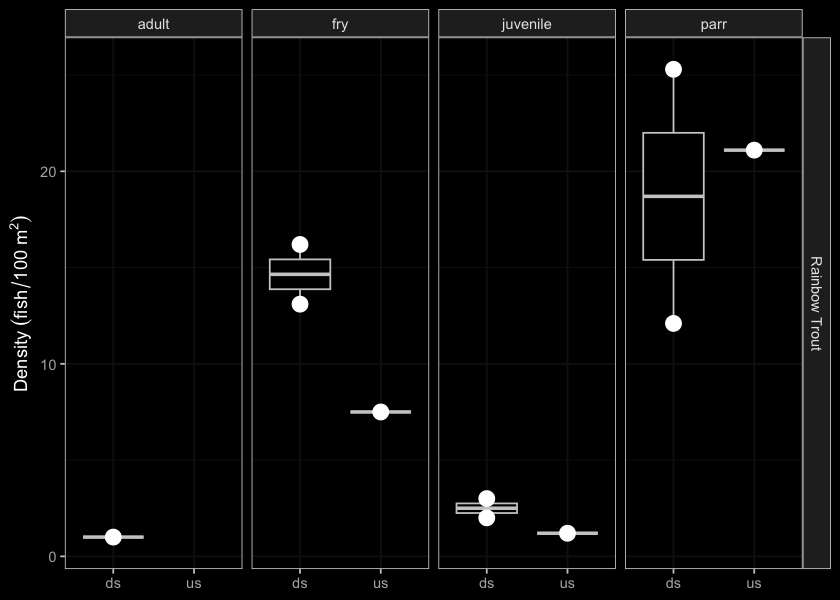 adult
fry
juvenile
parr
Density (fish/100 m²)
20
10
0
Rainbow Trout
ds
us
ds
us
ds
us
ds
us